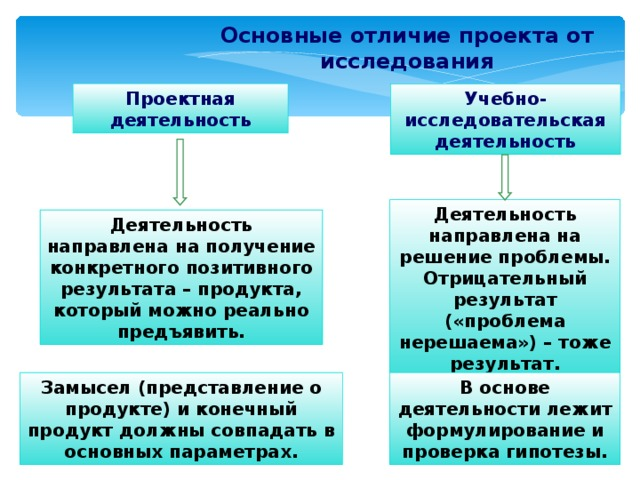 Основные отличие проекта от
исследования
Проектная
деятельность
Учебно-
исследовательская
деятельность
Деятельность
направлена на получение
конкретного позитивного
результата – продукта,
который можно реально
предъявить.
Деятельность
направлена на
решение проблемы.
Отрицательный
результат
(«проблема
нерешаема») – тоже
результат.
Замысел (представление о
продукте) и конечный
продукт должны совпадать в
основных параметрах.
В основе
деятельности лежит
формулирование и
проверка гипотезы.